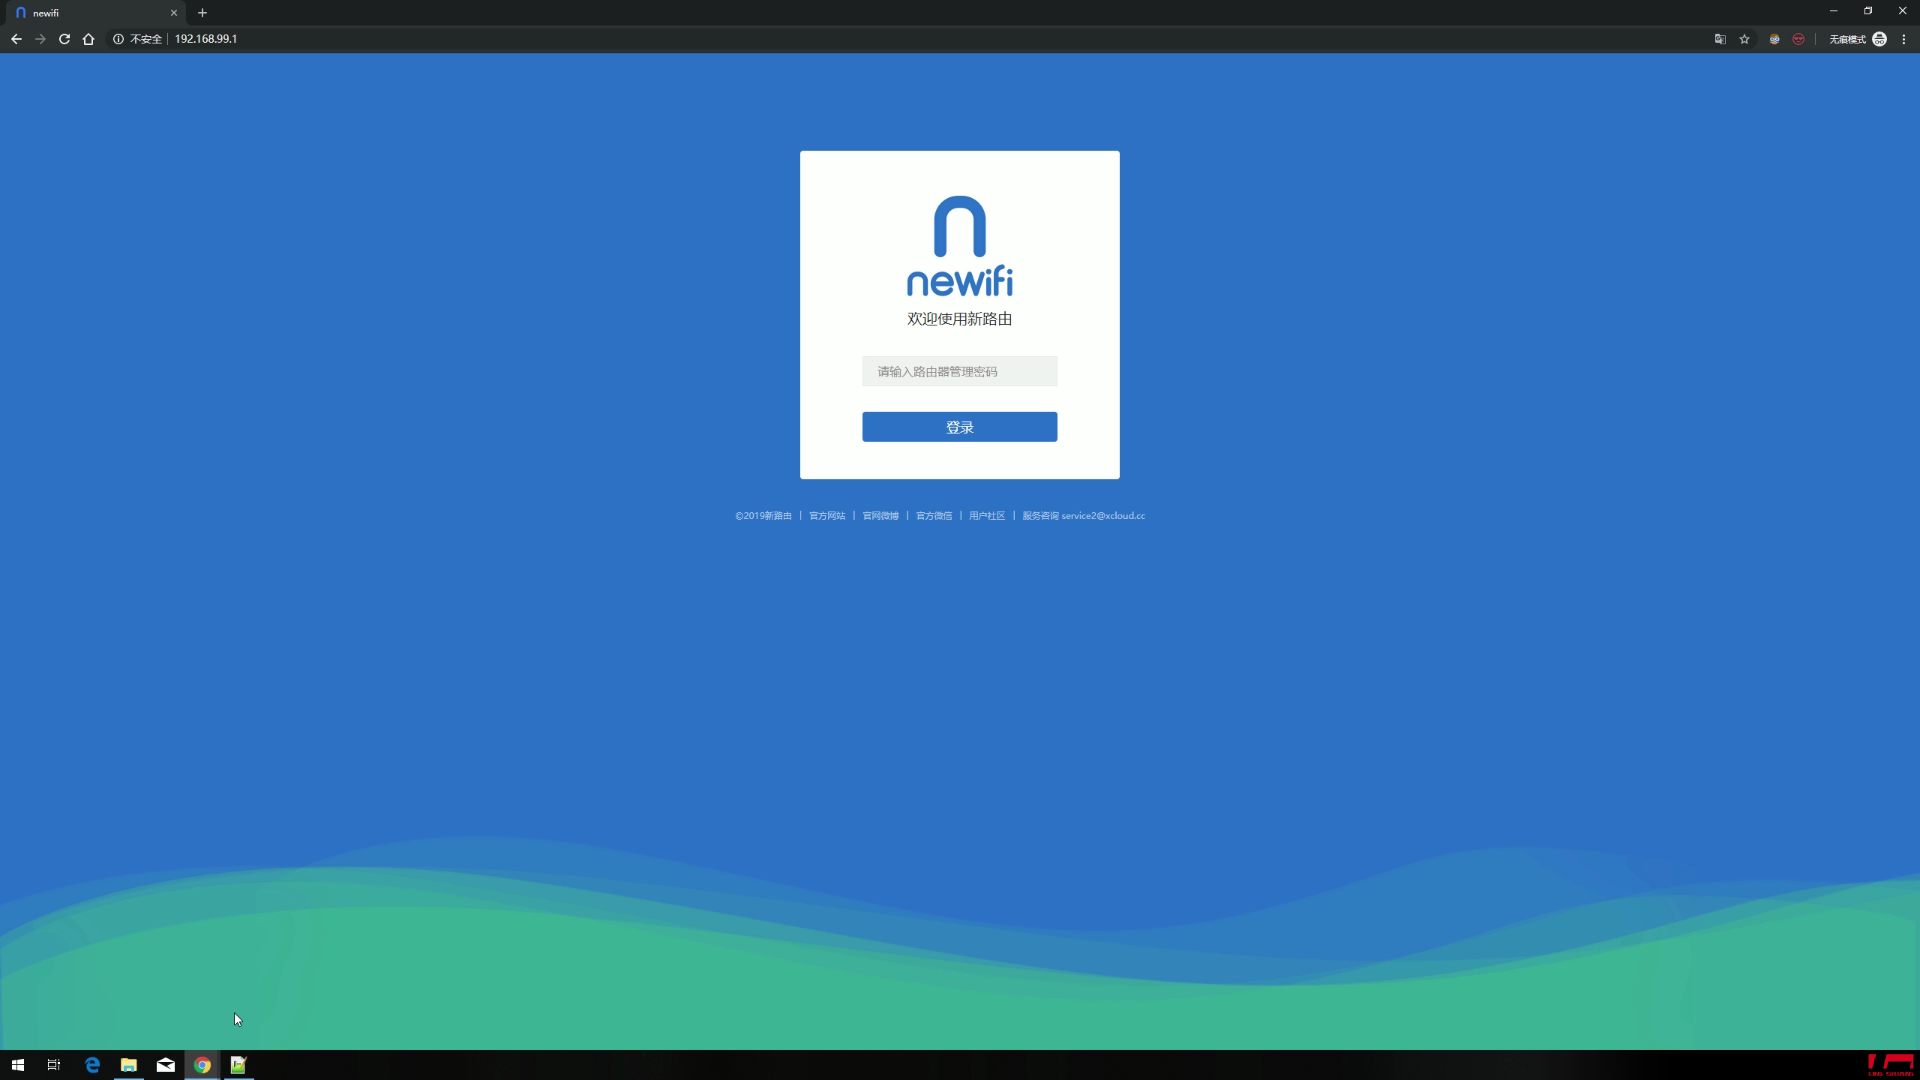 newifi
不安全 192.168.99.1
无痕模式
newifi
欢迎使用新路由
请输入路由器管理密码
登录
©2019新路由 | 官方网站 | 官网微博 | 官方微信 | 用户社区 | 服务咨询 service2@xcloud.cc